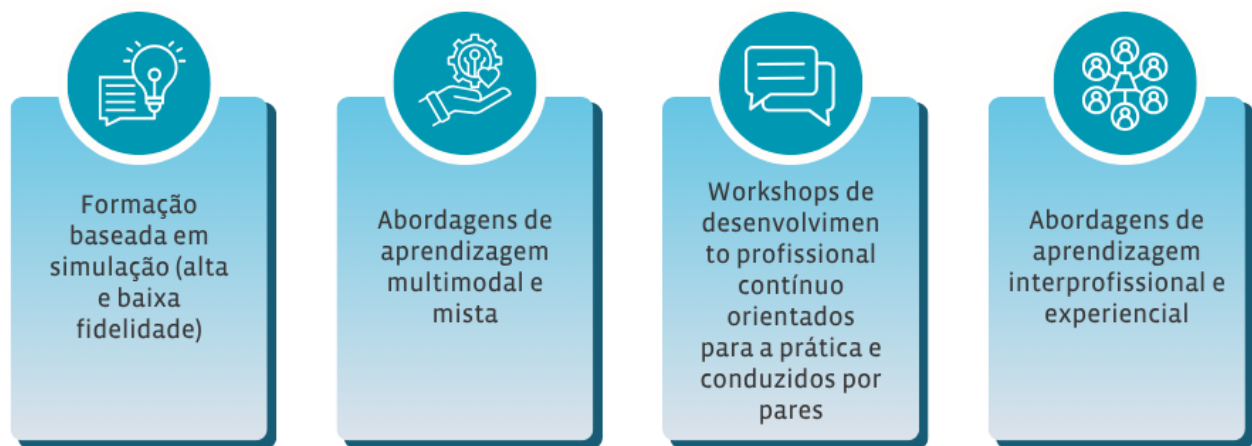 Formação
baseada em
simulação (alta
e baixa
fidelidade)
Abordagens de
aprendizagem
multimodal e
mista
Workshops de
desenvolvimen
to profissional
contínuo
orientados
para a prática e
conduzidos por
pares
Abordagens de
aprendizagem
interprofissional e
experiencial